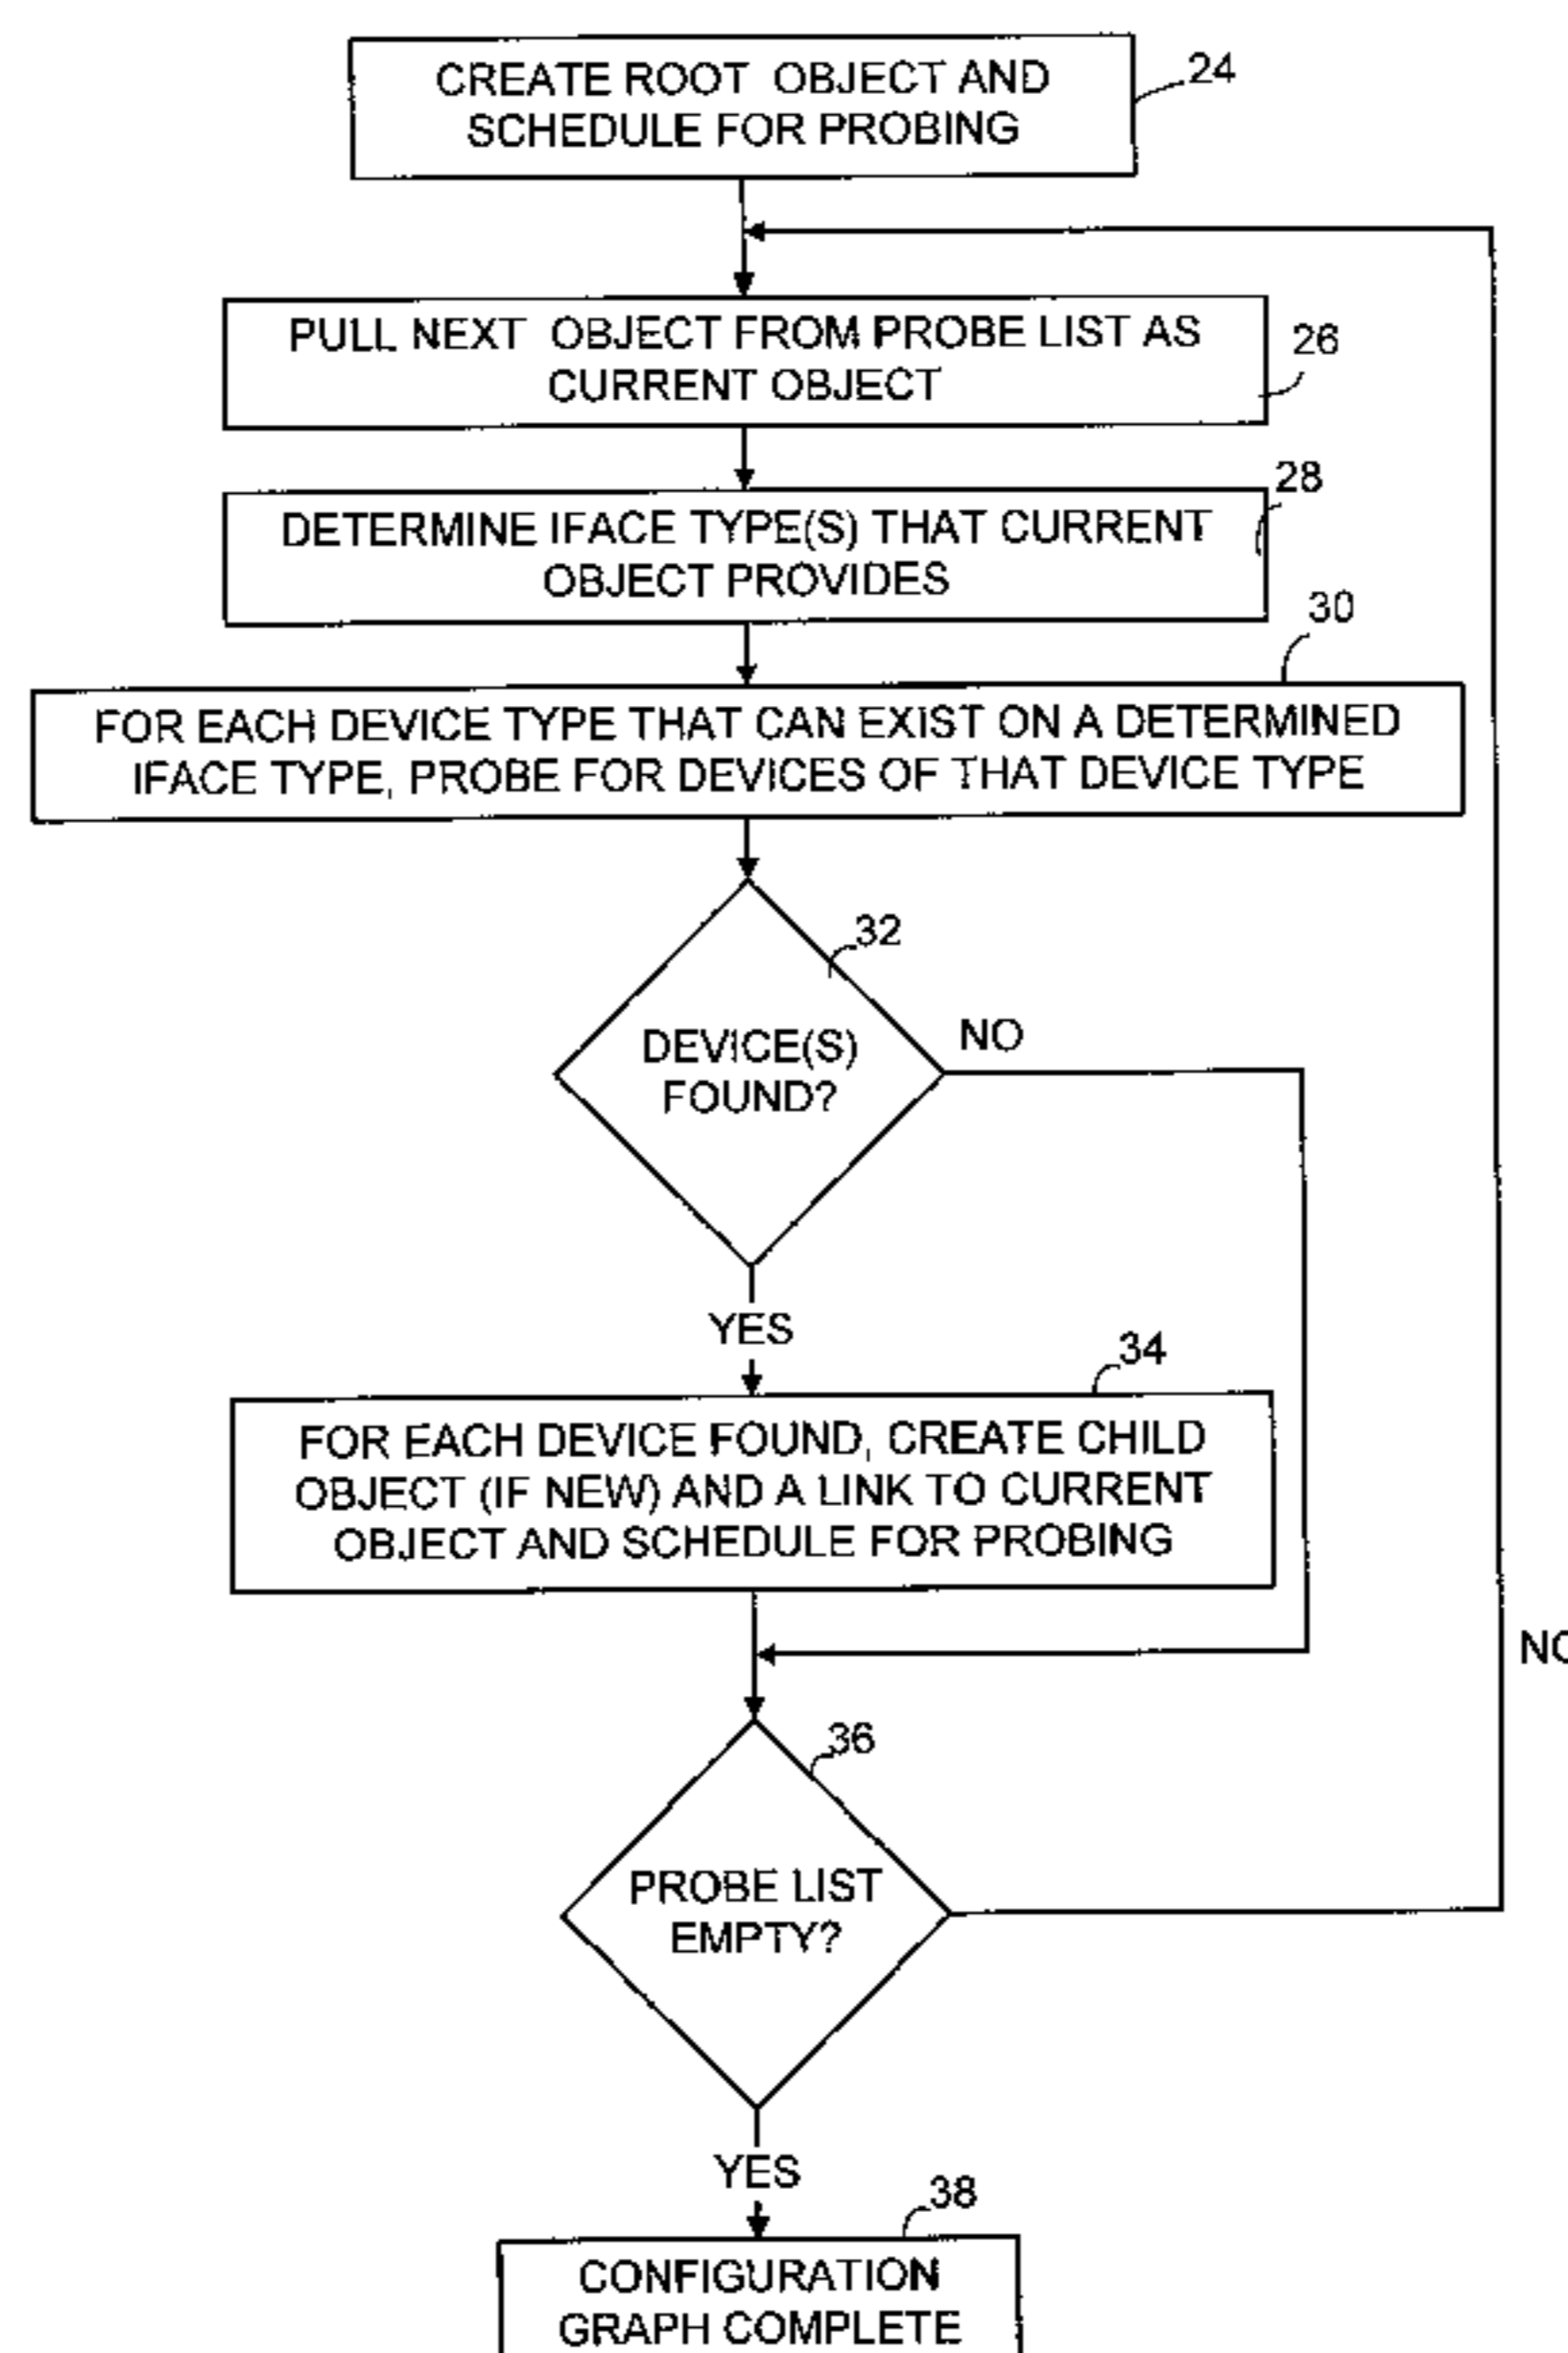 CREATE ROOT OBJECT AND
SCHEDULE FOR PROBING
24
PULL NEXT OBJECT FROM PROBE LIST AS
CURRENT OBJECT
26
DETERMINE IFACE TYPE(S) THAT CURRENT
OBJECT PROVIDES
28
30
FOR EACH DEVICE TYPE THAT CAN EXIST ON A DETERMINED
IFACE TYPE, PROBE FOR DEVICES OF THAT DEVICE TYPE
32
DEVICE(S)
FOUND?
NO
YES
34
FOR EACH DEVICE FOUND, CREATE CHILD
OBJECT (IF NEW) AND A LINK TO CURRENT
OBJECT AND SCHEDULE FOR PROBING
NO
36
PROBE LIST
EMPTY?
YES
38
CONFIGURATION
GRAPH COMPLETE